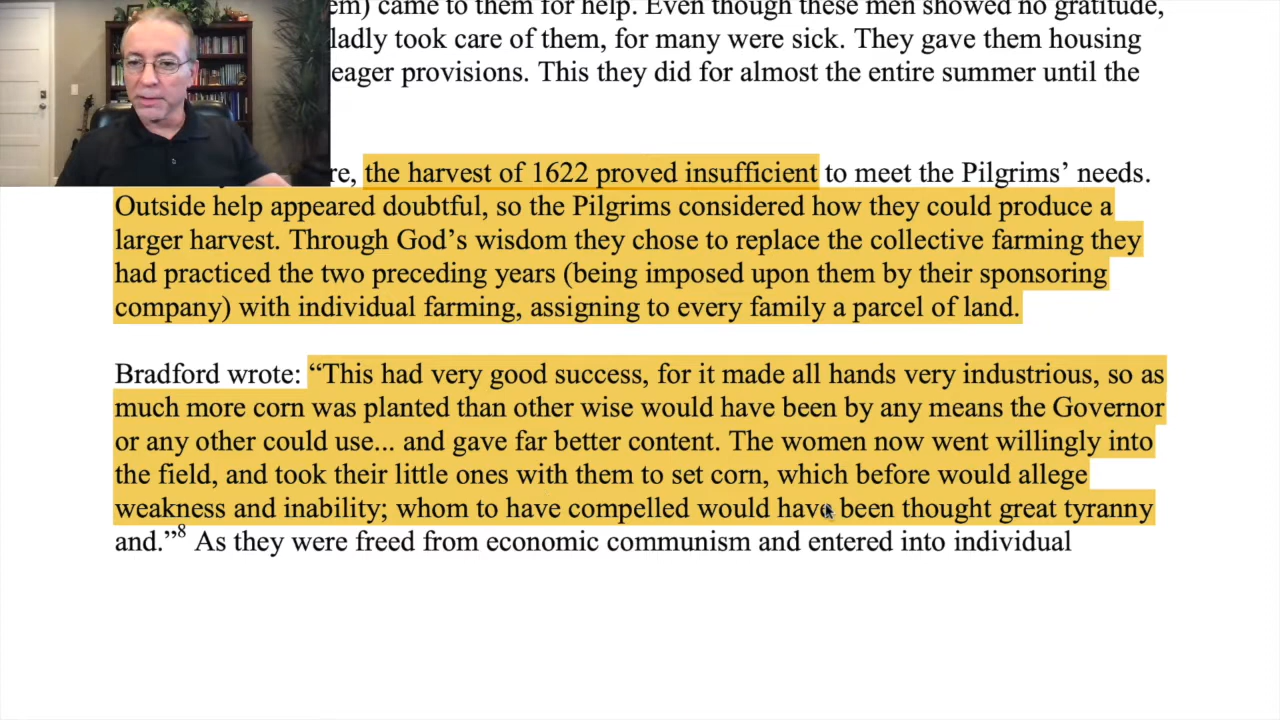 em) came to them for help. Even though these men showed no gratitude,
ladly took care of them, for many were sick. They gave them housing
eager provisions. This they did for almost the entire summer until the
re, the harvest of 1622 proved insufficient to meet the Pilgrims’ needs.
Outside help appeared doubtful, so the Pilgrims considered how they could produce a
larger harvest. Through God’s wisdom they chose to replace the collective farming they
had practiced the two preceding years (being imposed upon them by their sponsoring
company) with individual farming, assigning to every family a parcel of land.
Bradford wrote: “This had very good success, for it made all hands very industrious, so as
much more corn was planted than other wise would have been by any means the Governor
or any other could use... and gave far better content. The women now went willingly into
the field, and took their little ones with them to set corn, which before would allege
weakness and inability; whom to have compelled would have been thought great tyranny
and.”8 As they were freed from economic communism and entered into individual